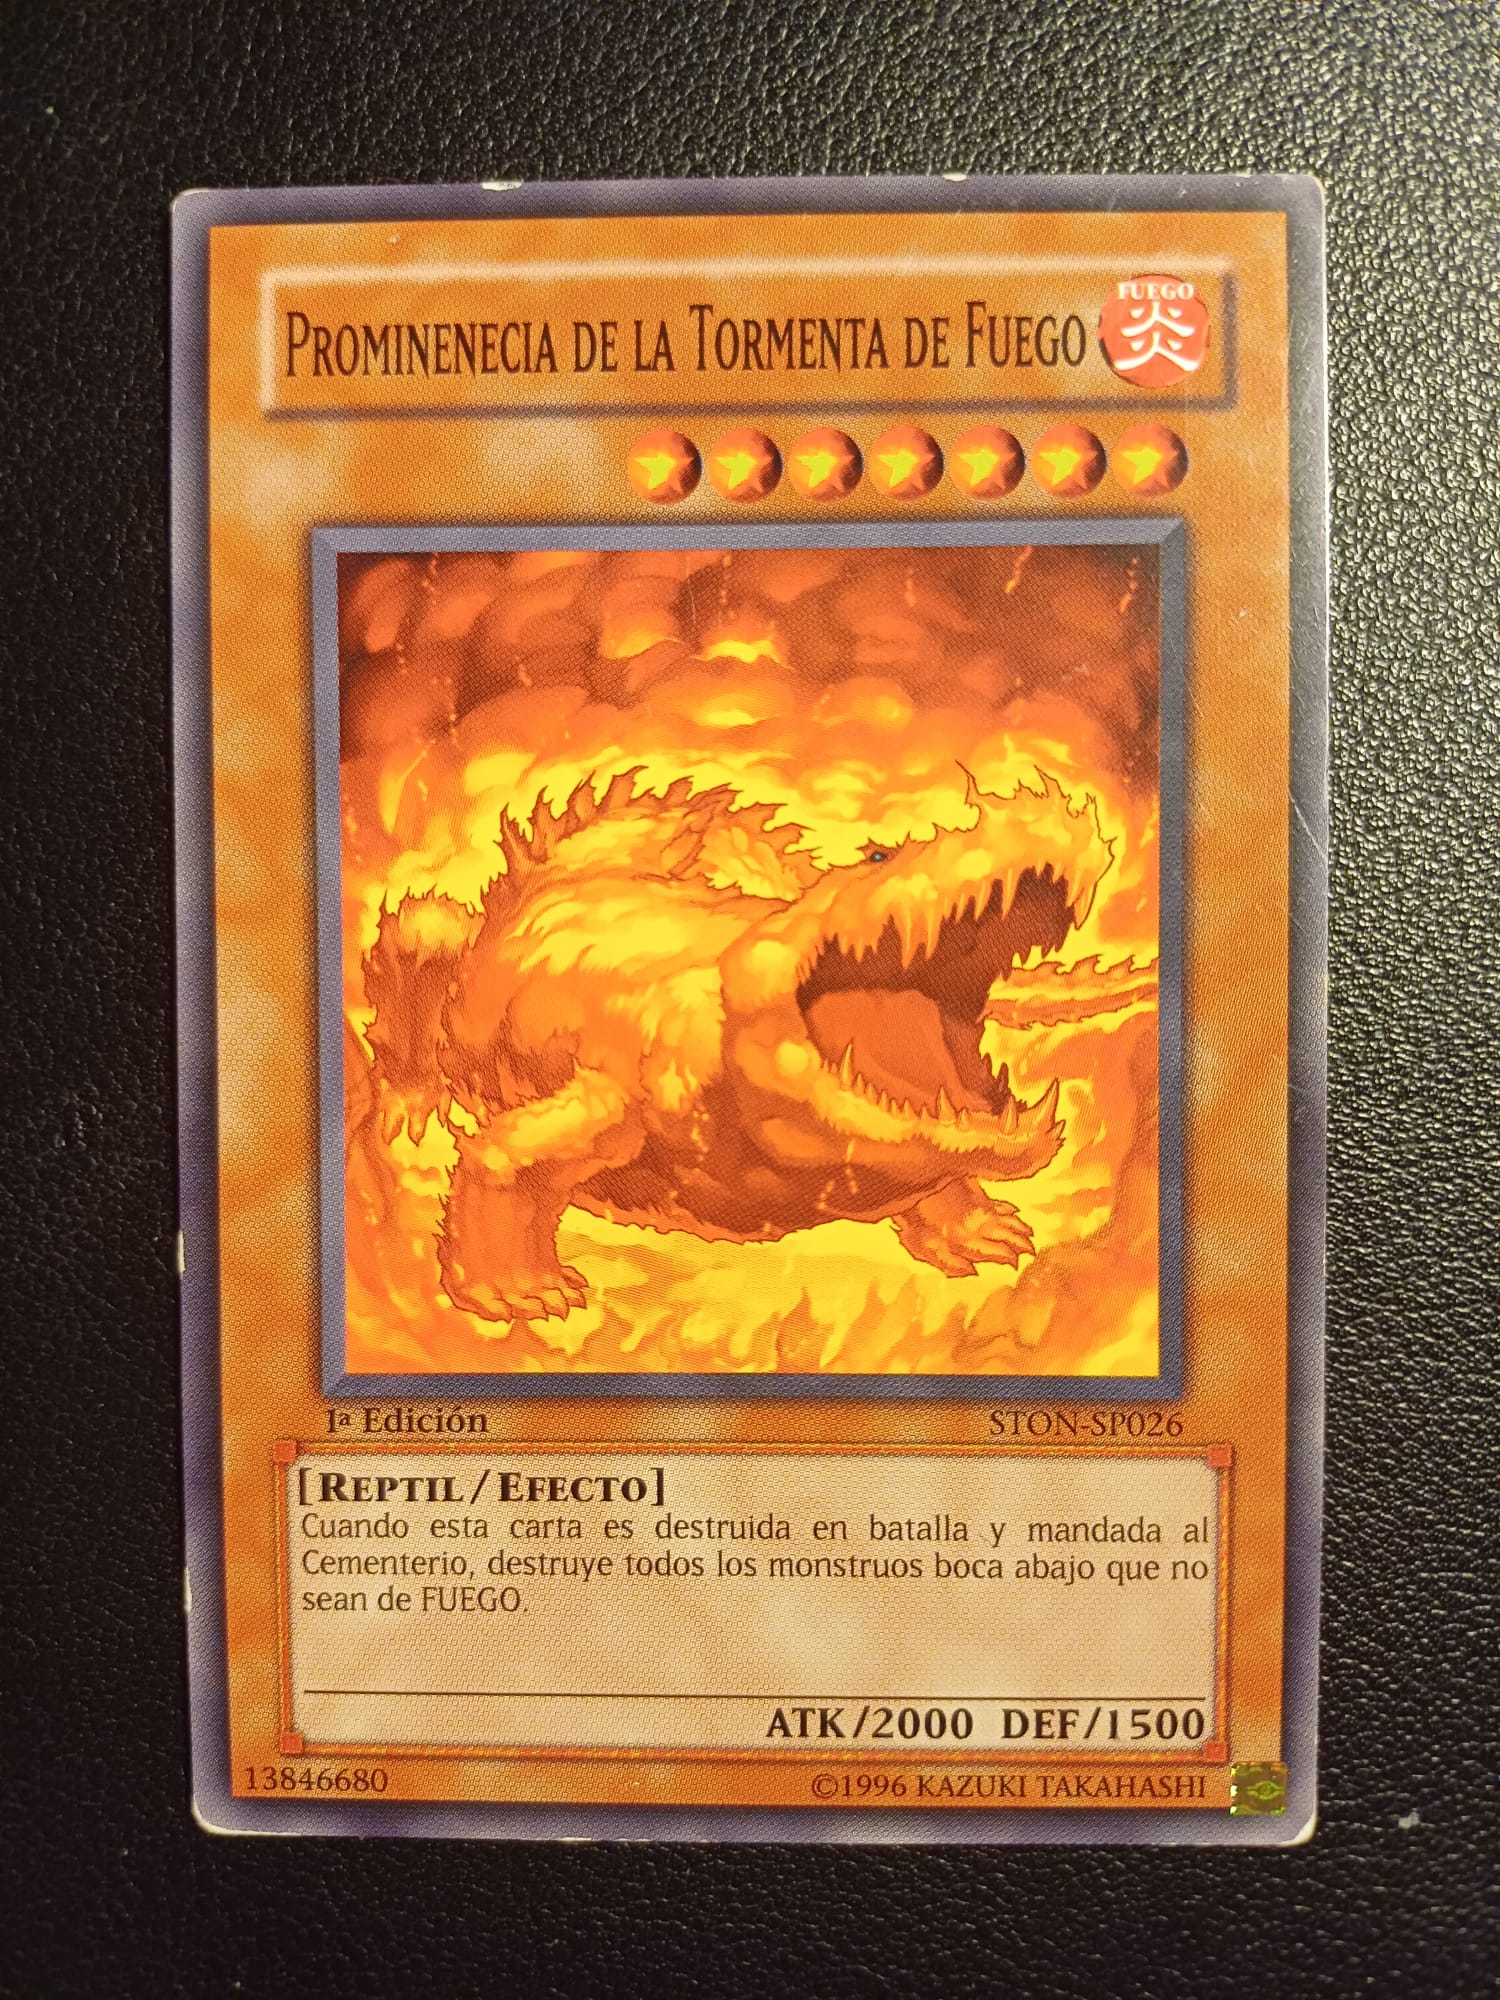 PROMINENECIA DE LA TORMENTA DE FUEGO
FUEGO
炎
1ª Edición
STON-SP026
[REPTIL/EFECTO]
Cuando esta carta es destruida en batalla y mandada al
Cementerio, destruye todos los monstruos boca abajo que no
sean de FUEGO.
ATK/2000 DEF/1500
13846680
©1996 KAZUKI TAKAHASHI